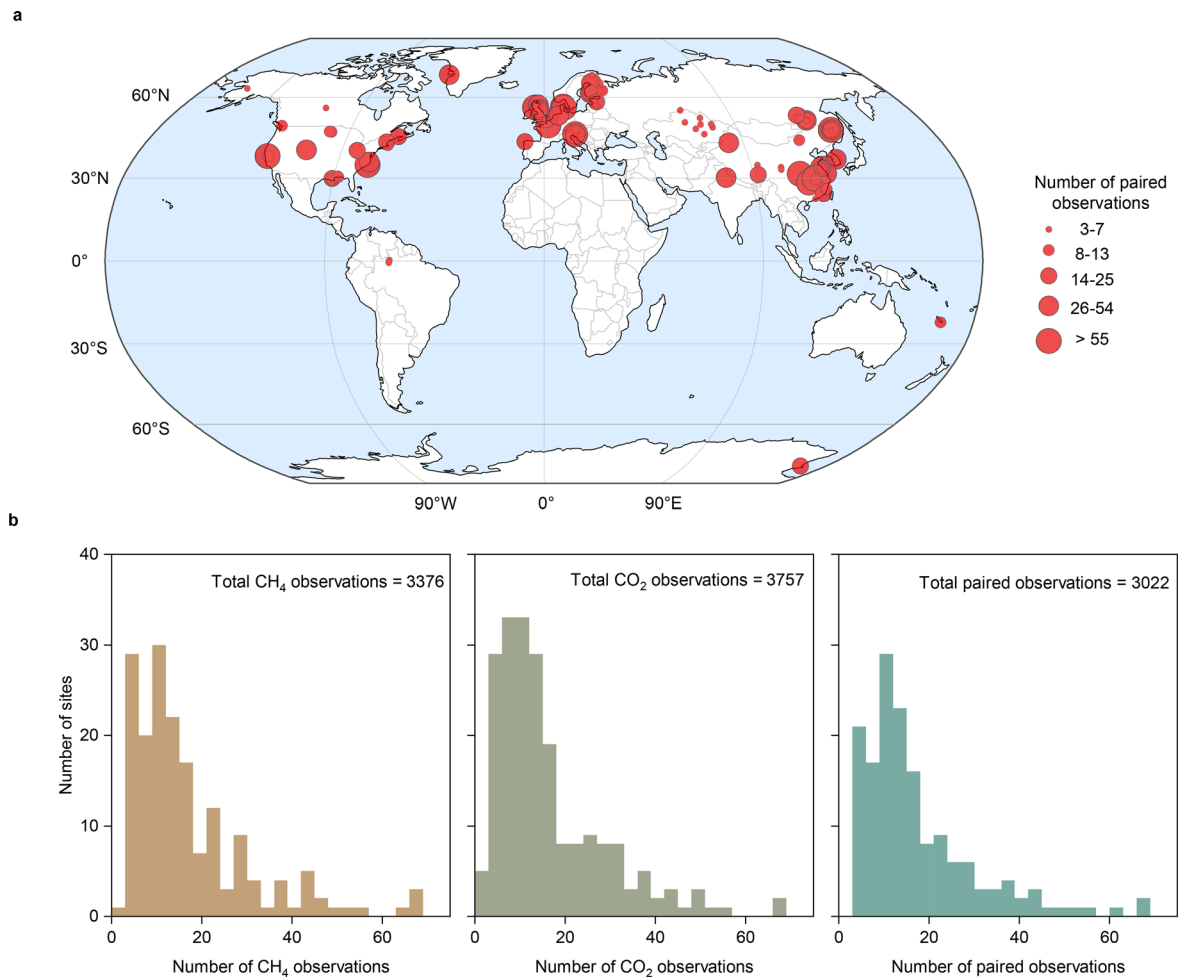 a
60°N
30°N
0°
30°S
60°S
90°W 0° 90°E
Number of paired
observations
3-7
8-13
14-25
26-54
> 55
b
Total CH₄ observations = 3376
Total CO₂ observations = 3757
Total paired observations = 3022
Number of sites
40
30
20
10
0
0 20 40 60
0 20 40 60
0 20 40 60
Number of CH₄ observations
Number of CO₂ observations
Number of paired observations